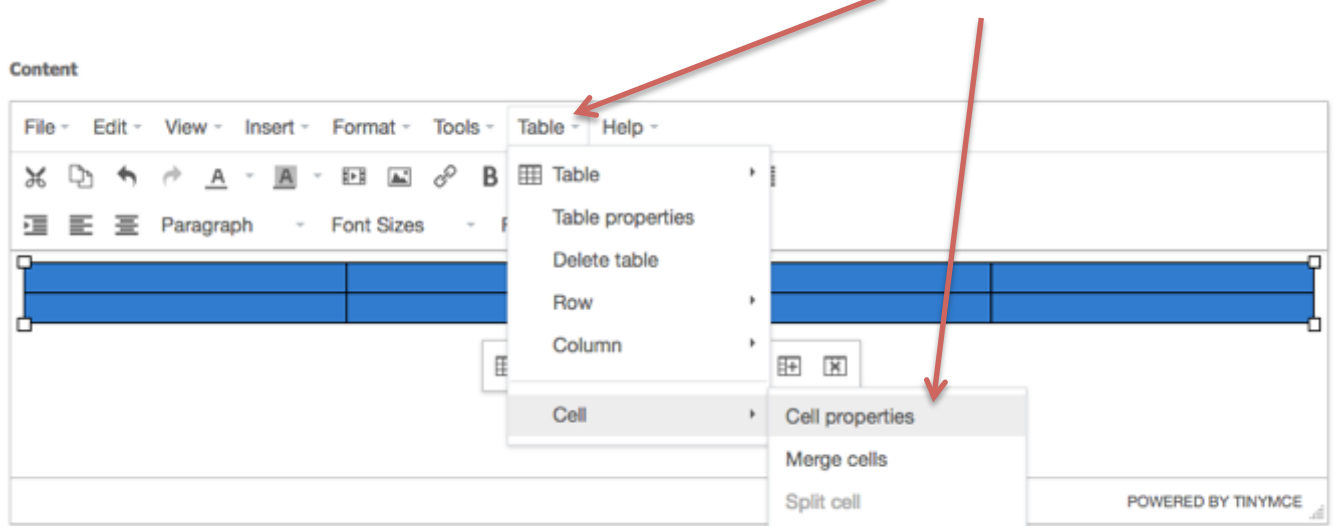 Content
File Edit View Insert Format Tools Table Help
A A B Table
Paragraph Font Sizes Table properties
Delete table
Row
Column
Cell Cell properties
Merge cells
Split cell POWERED BY TINYMCE